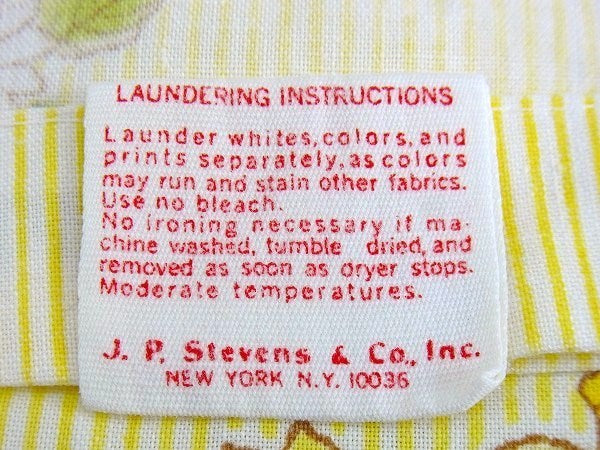 LAUNDERING INSTRUCTIONS
Launder whites, colors, and
prints separately, as colors
may run and stain other fabrics.
Use no bleach.
No ironing necessary if ma-
chine washed, tumble dried, and
removed as soon as dryer stops.
Moderate temperatures.
J. P. Stevens & Co., Inc.
NEW YORK N.Y. 10036